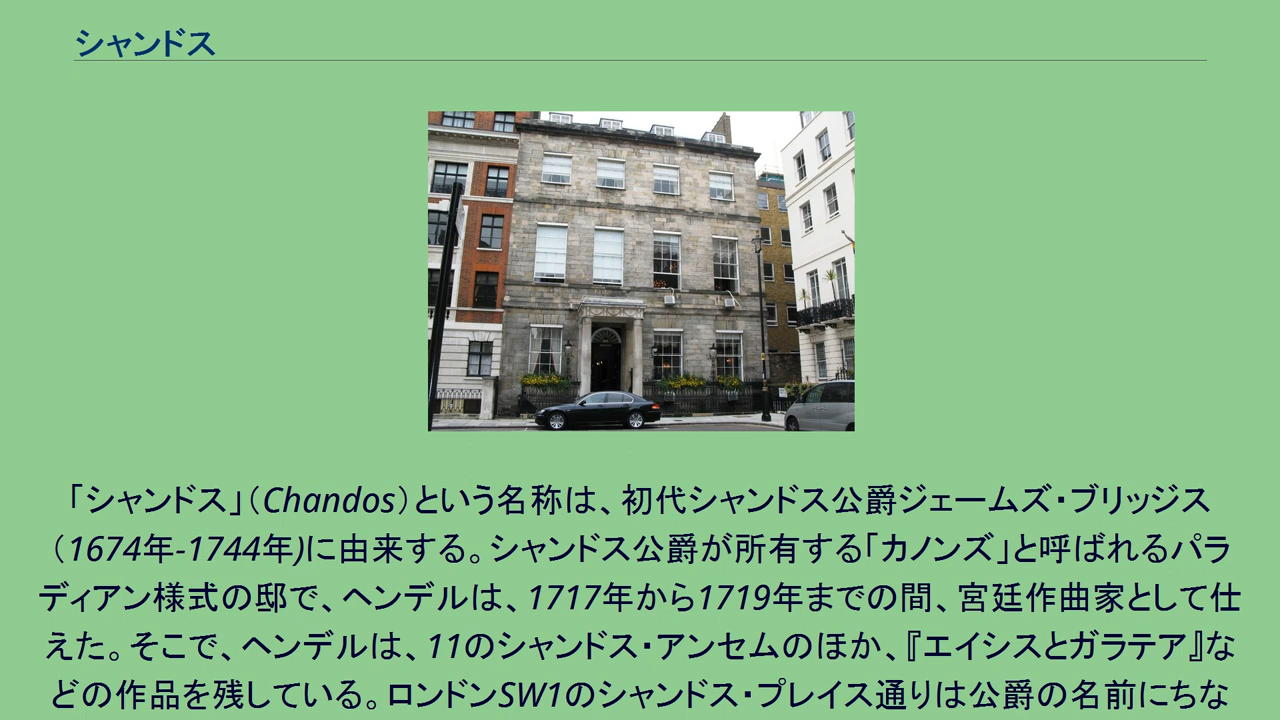 シャンドス
「シャンドス」（Chandos）という名称は、初代シャンドス公爵ジェームズ・ブリッジス
（1674年-1744年)に由来する。シャンドス公爵が所有する「カノンズ」と呼ばれるパラ
ディアン様式の邸で、ヘンデルは、1717年から1719年までの間、宮廷作曲家として仕
えた。そこで、ヘンデルは、11のシャンドス・アンセムのほか、『エイシスとガラテア』な
どの作品を残している。ロンドンSW1のシャンドス・プレイス通りは公爵の名前にちな